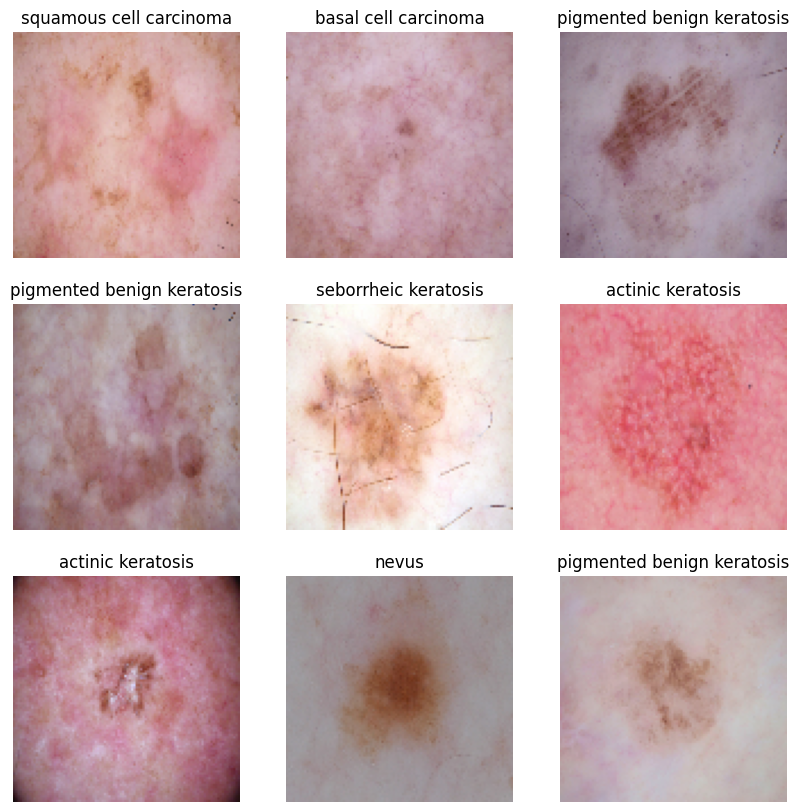 squamous cell carcinoma
basal cell carcinoma
pigmented benign keratosis
pigmented benign keratosis
seborrheic keratosis
actinic keratosis
actinic keratosis
nevus
pigmented benign keratosis